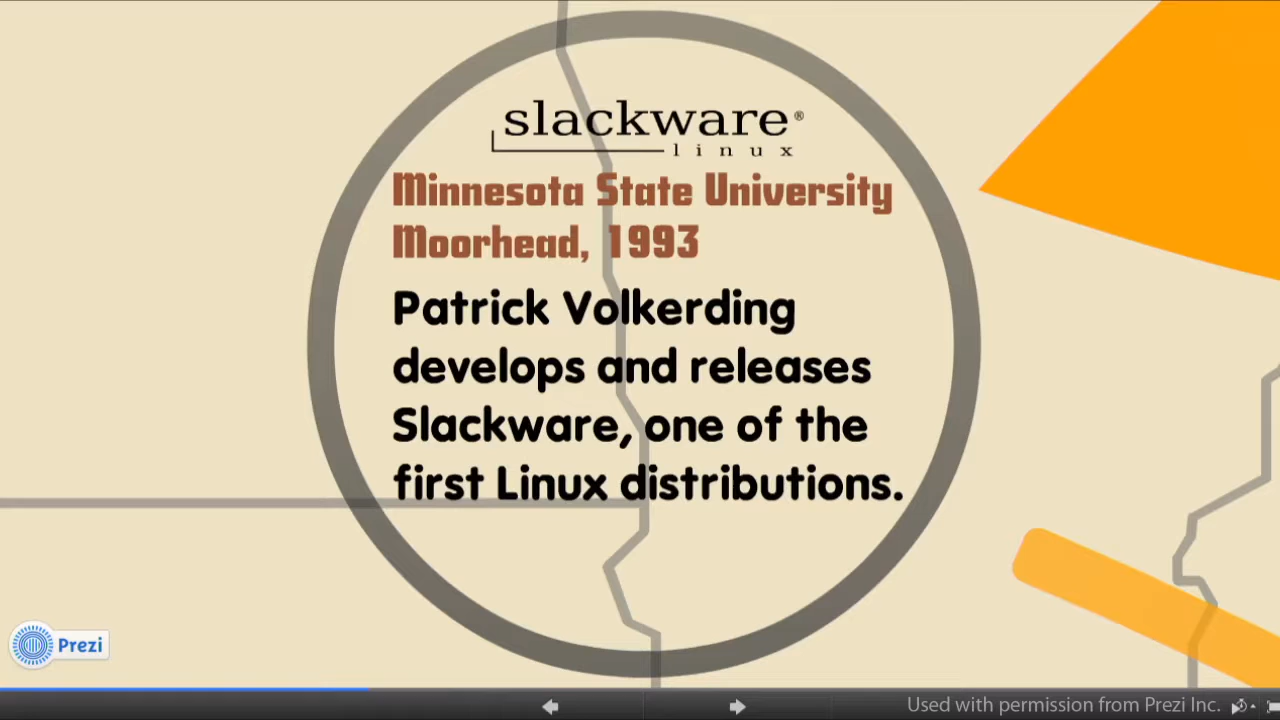 slackware®
linux
Minnesota State University
Moorhead, 1993
Patrick Volkerding
develops and releases
Slackware, one of the
first Linux distributions.
Prezi
Used with permission from Prezi Inc.